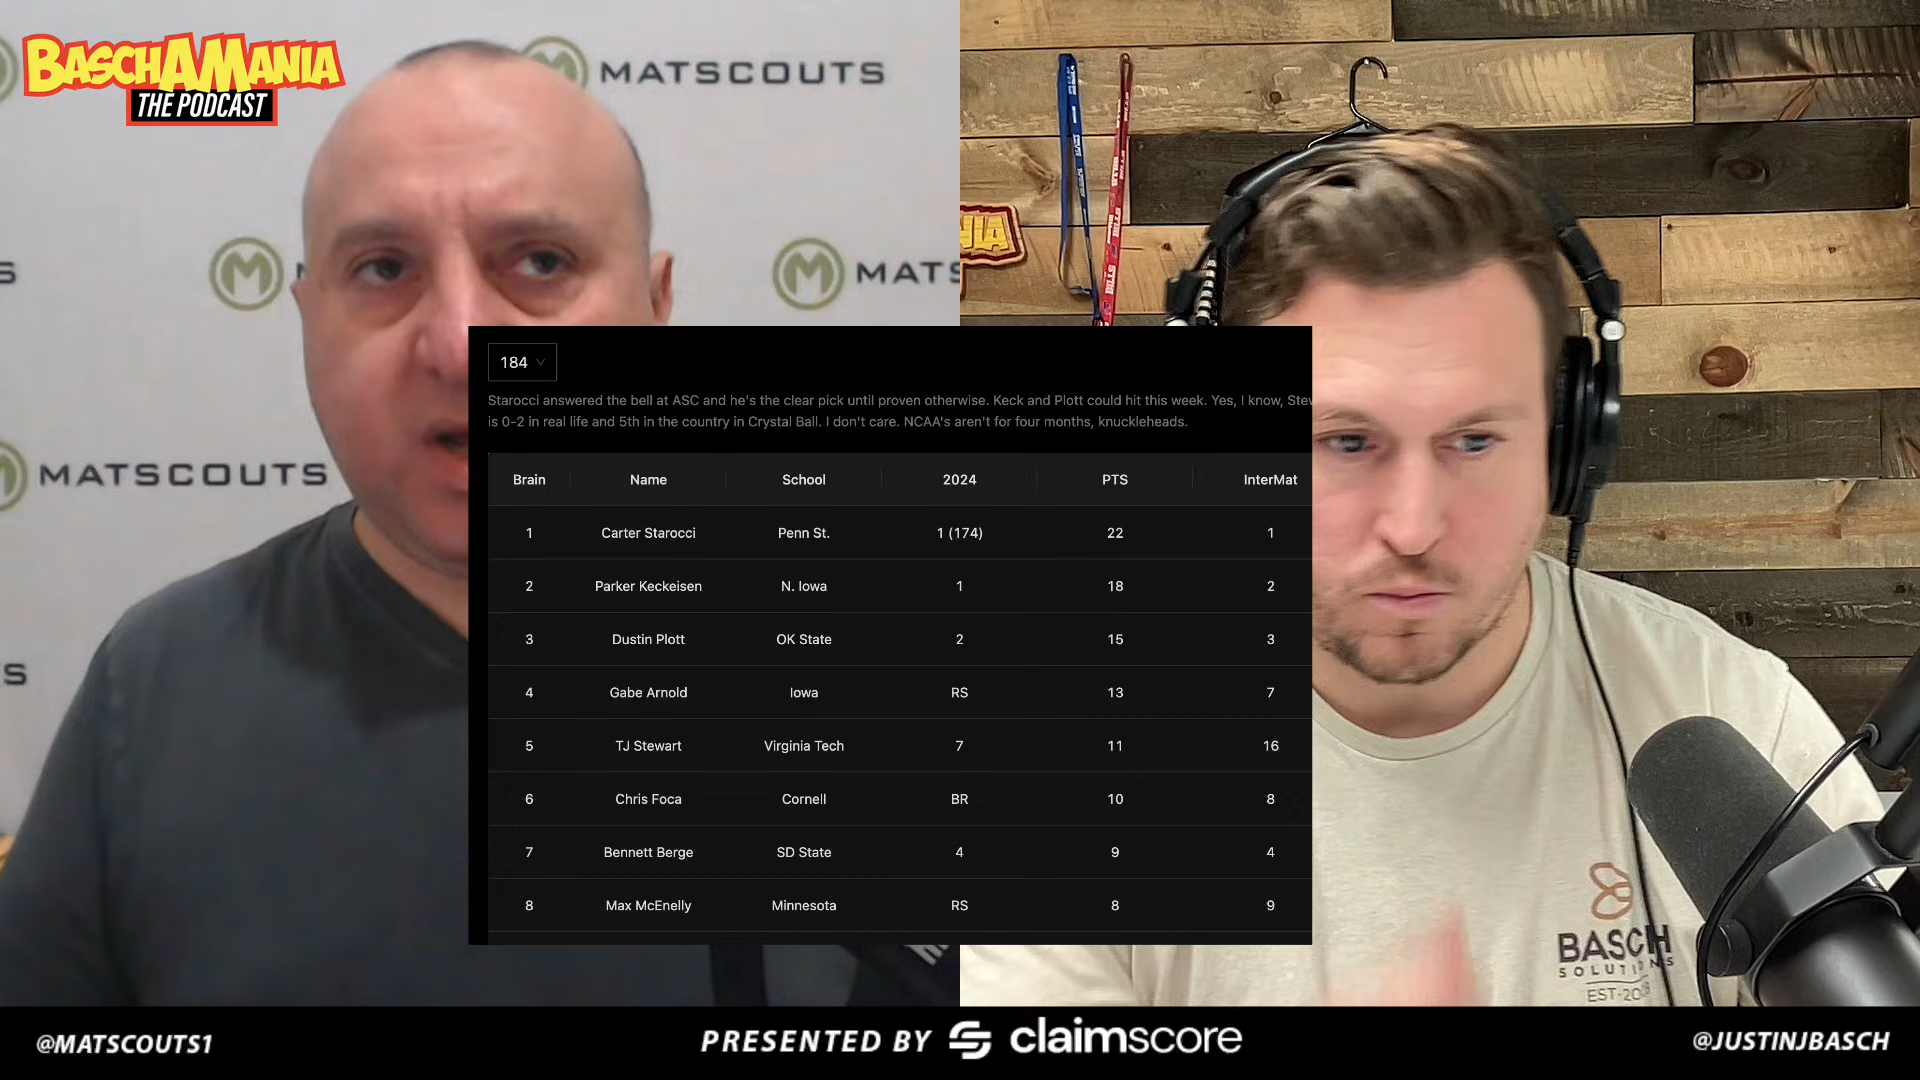 BASCHAMANIA
THE PODCAST
MATSCOUTS
MATS
MATSCOUTS
BILLS
184
Starocci answered the bell at ASC and he's the clear pick until proven otherwise. Keck and Plott could hit this week. Yes, I know, Stew
is 0-2 in real life and 5th in the country in Crystal Ball. I don't care. NCAA's aren't for four months, knuckleheads.
Brain Name School 2024 PTS InterMat
1 Carter Starocci Penn St. 1 (174) 22 1
2 Parker Keckeisen N. Iowa 1 18 2
3 Dustin Plott OK State 2 15 3
4 Gabe Arnold Iowa RS 13 7
5 TJ Stewart Virginia Tech 7 11 16
6 Chris Foca Cornell BR 10 8
7 Bennett Berge SD State 4 9 4
8 Max McEnelly Minnesota RS 8 9
BASCH
SOLUTIONS
@MATSCOUTS1
PRESENTED BY claimscore
@JUSTINJBASCH